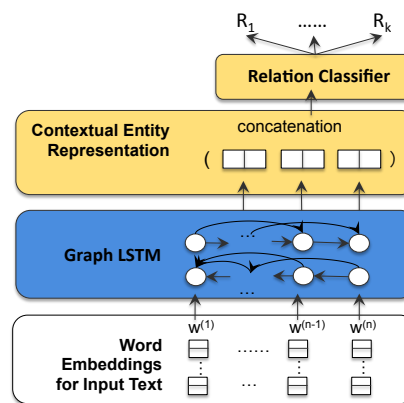 R1 ...... Rk
Relation Classifier
Contextual Entity
Representation
concatenation
( )
Graph LSTM
...
...
w(1) w(n-1) w(n)
Word
Embeddings
for Input Text
......
...